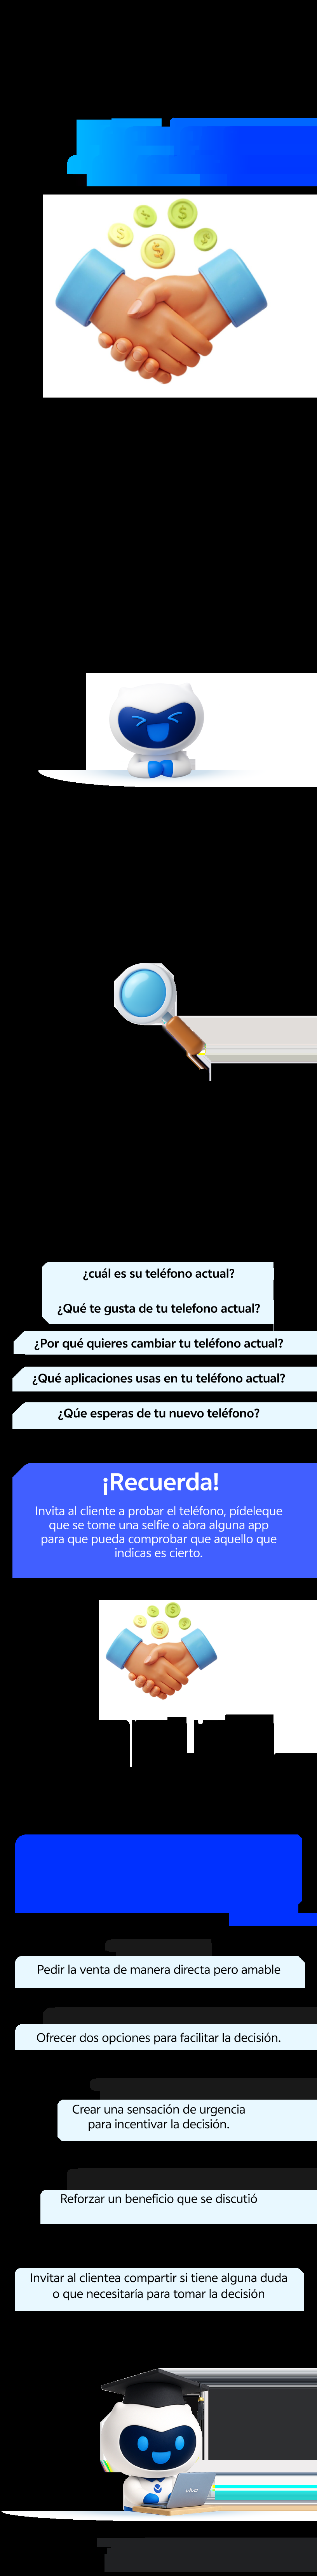 ¿cuál es su teléfono actual?
¿Qué te gusta de tu telefono actual?
¿Por qué quieres cambiar tu teléfono actual?
¿Qué aplicaciones usas en tu teléfono actual?
¿Qúe esperas de tu nuevo teléfono?
¡Recuerda!
Invita al cliente a probar el teléfono, pídeleque
que se tome una selfie o abra alguna app
para que pueda comprobar que aquello que
indicas es cierto.
Pedir la venta de manera directa pero amable
Ofrecer dos opciones para facilitar la decisión.
Crear una sensación de urgencia
para incentivar la decisión.
Reforzar un beneficio que se discutió
Invitar al clientea compartir si tiene alguna duda
o que necesitaría para tomar la decisión
vivo